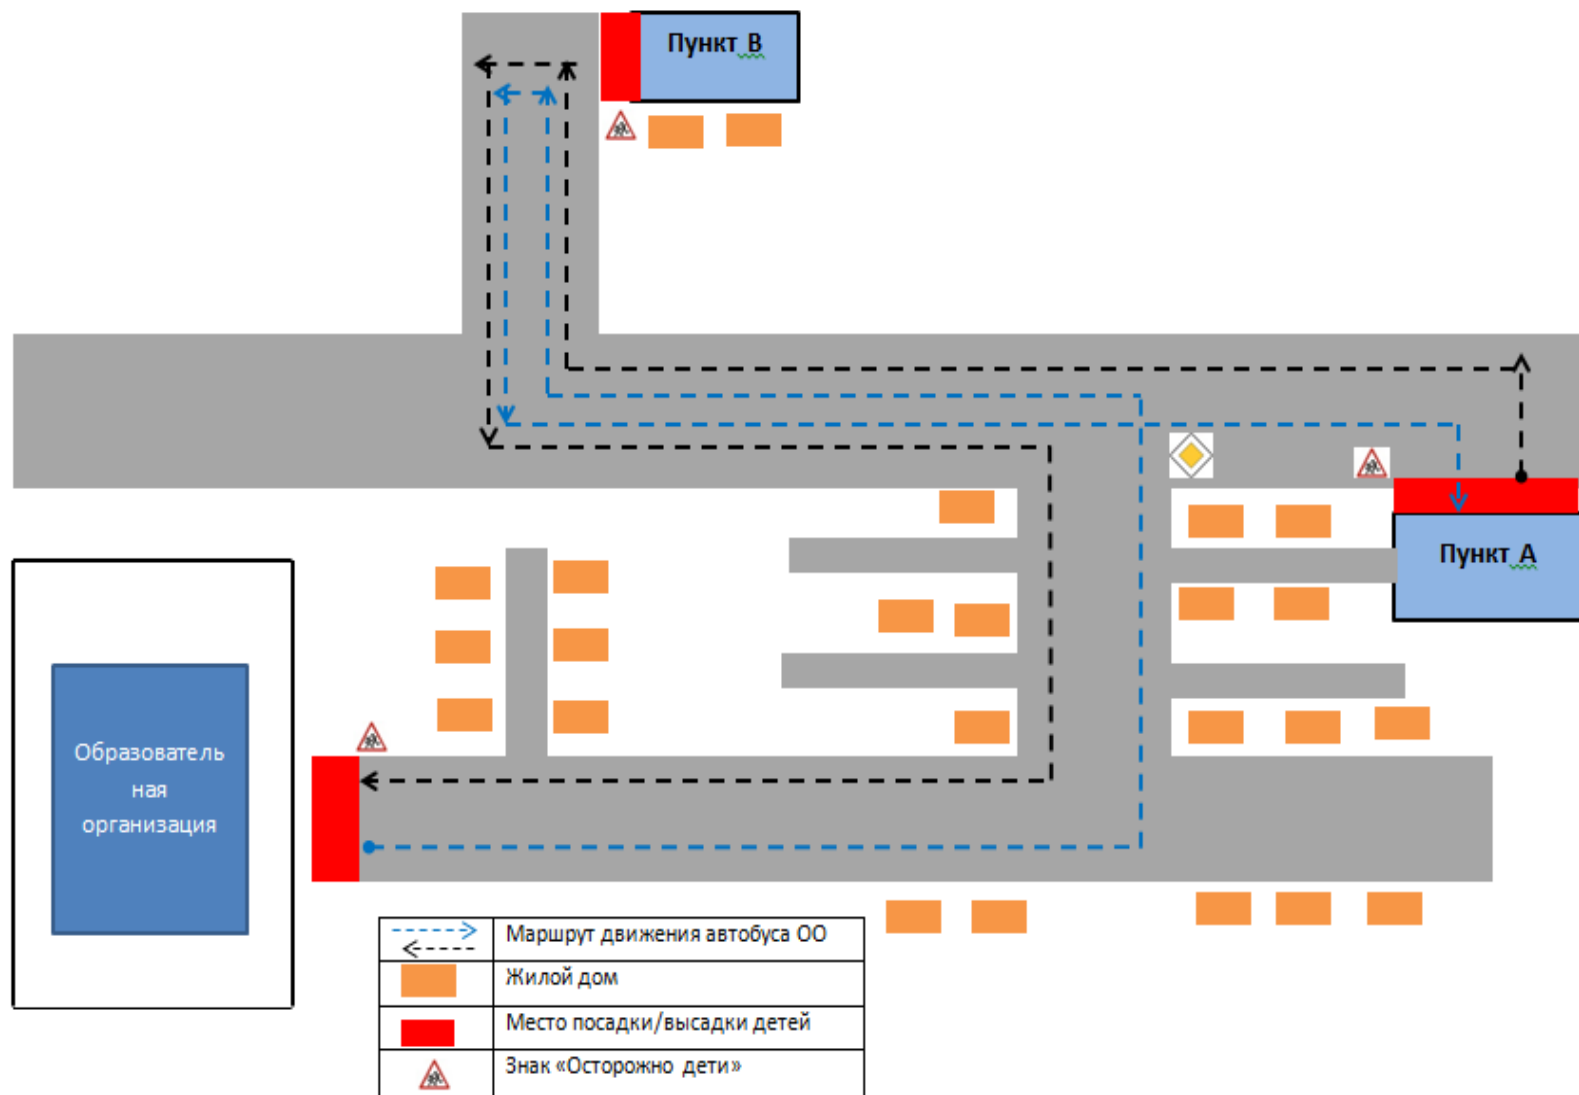 Пункт В
Пункт А
Образователь
ная
организация
Маршрут движения автобуса ОО
Жилой дом
Место посадки/высадки детей
Знак «Осторожно дети»